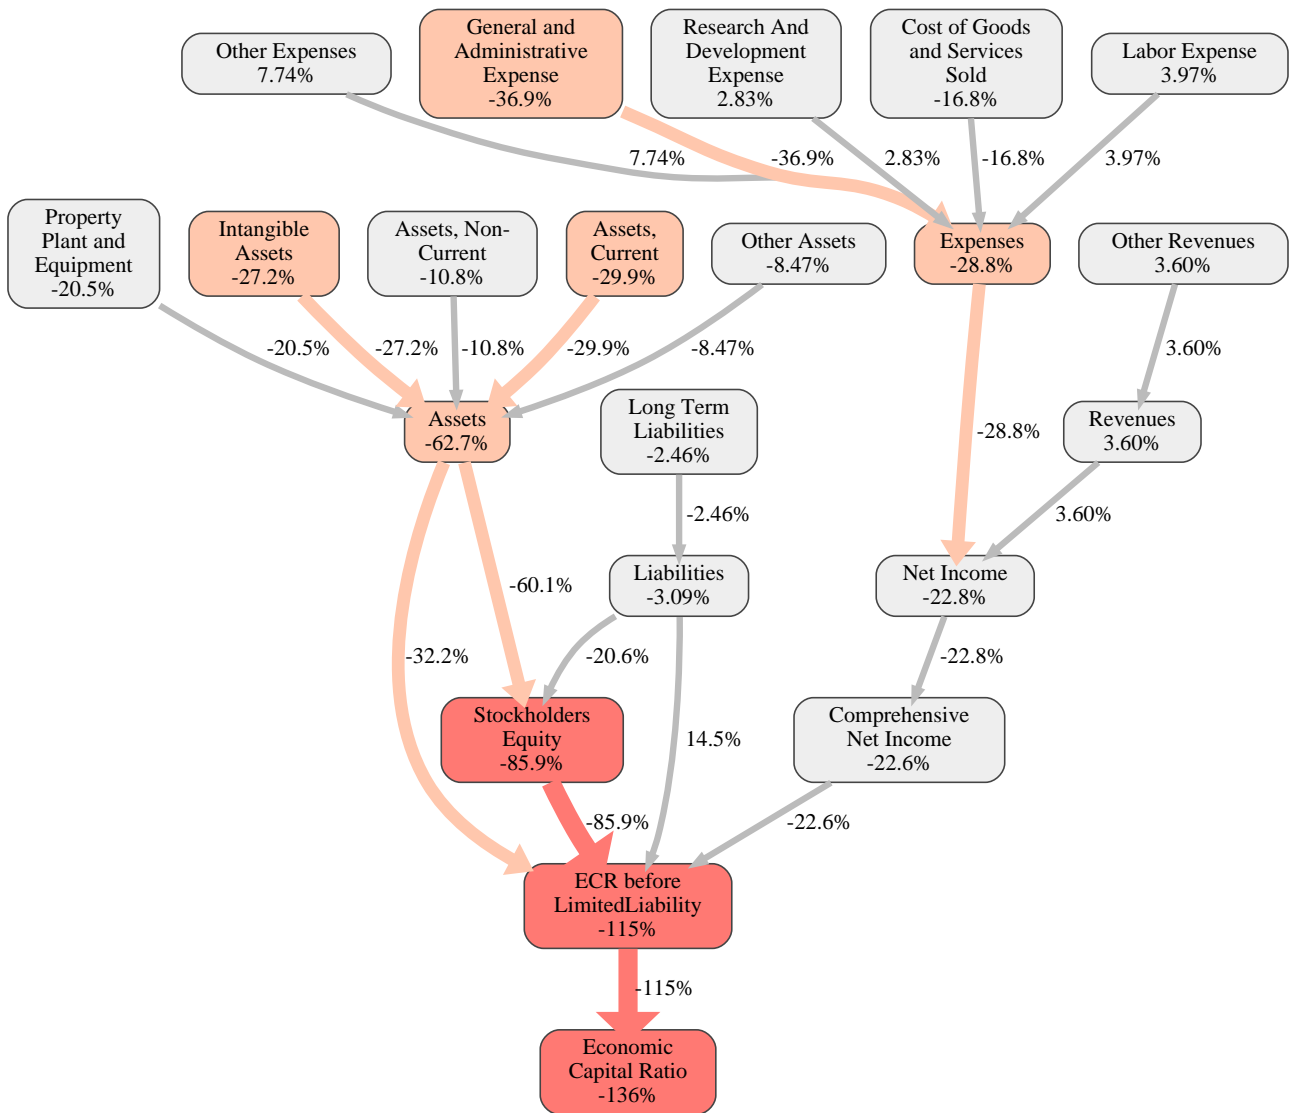 Other Expenses
7.74%
General and
Administrative
Expense
-36.9%
Research And
Development
Expense
2.83%
Cost of Goods
and Services
Sold
-16.8%
Labor Expense
3.97%
7.74%
-36.9%
2.83%
-16.8%
3.97%
Property
Plant and
Equipment
-20.5%
Intangible
Assets
-27.2%
Assets, Non-
Current
-10.8%
Assets,
Current
-29.9%
Other Assets
-8.47%
Expenses
-28.8%
Other Revenues
3.60%
-20.5%
-27.2%
-10.8%
-29.9%
-8.47%
3.60%
Assets
-62.7%
Long Term
Liabilities
-2.46%
-28.8%
Revenues
3.60%
-2.46%
3.60%
-60.1%
Liabilities
-3.09%
Net Income
-22.8%
-32.2%
-20.6%
-22.8%
Stockholders
Equity
-85.9%
14.5%
Comprehensive
Net Income
-22.6%
-85.9%
-22.6%
ECR before
LimitedLiability
-115%
-115%
Economic
Capital Ratio
-136%